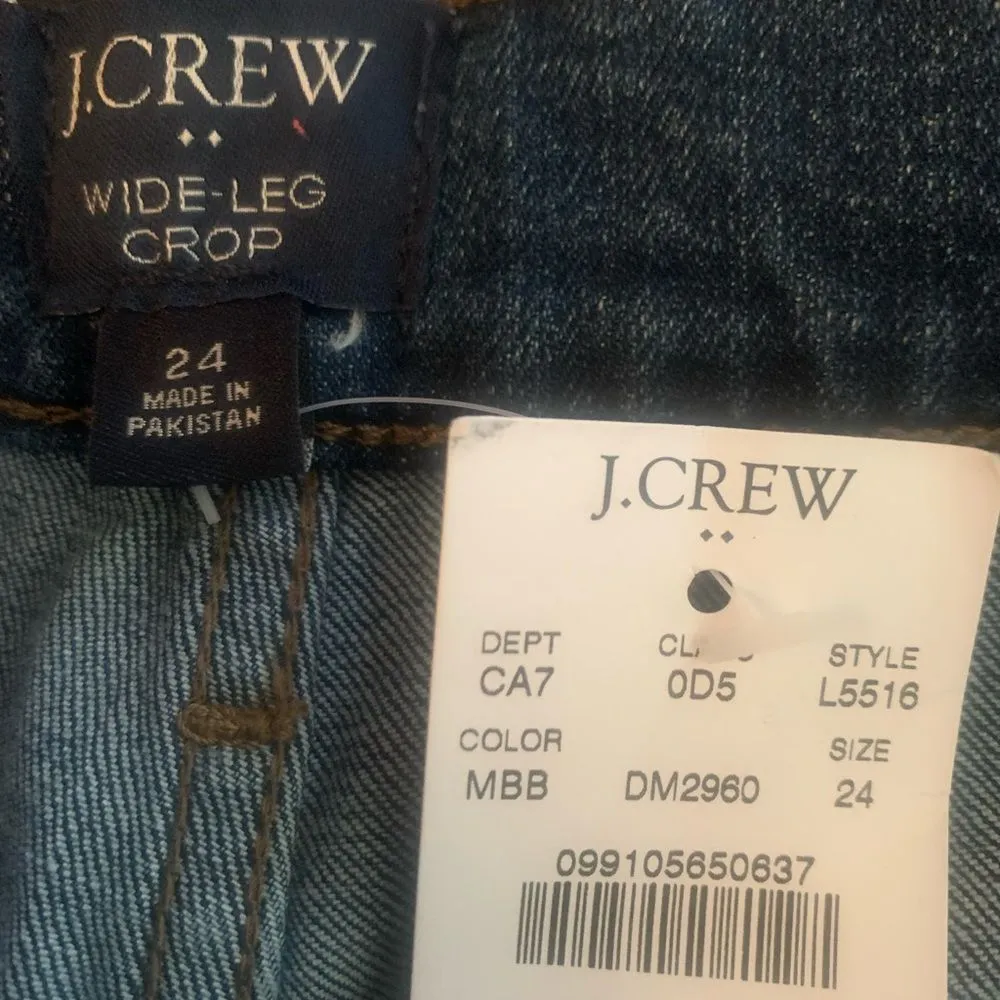 J.CREW
WIDE-LEG
CROP
24
MADE IN
PAKISTAN
J.CREW
DEPT STYLE
CA7 0D5 L5516
COLOR SIZE
MBB DM2960 24
099105650637